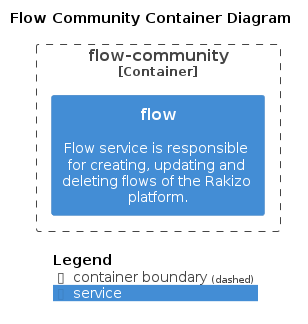 Flow Community Container Diagram
flow-community
[Container]
flow
Flow service is responsible
for creating, updating and
deleting flows of the Rakizo
platform.
Legend
▯ container boundary (dashed)
▯ service